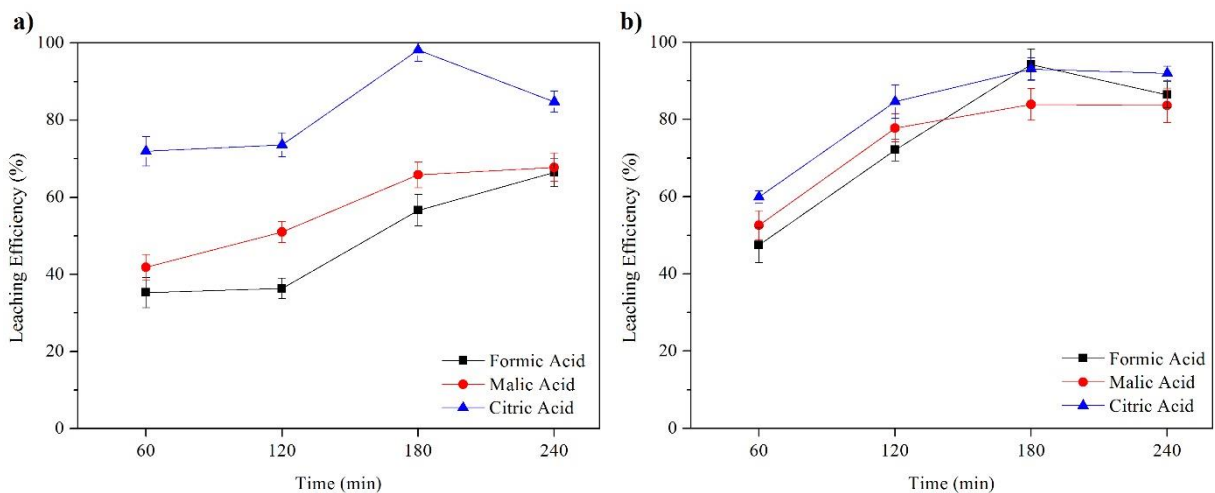 a)
100
80
60
40
20
0
Leaching Efficiency (%)
60 120 180 240
Time (min)
Formic Acid
Malic Acid
Citric Acid
b)
100
80
60
40
20
0
Leaching Efficiency (%)
60 120 180 240
Time (min)
Formic Acid
Malic Acid
Citric Acid